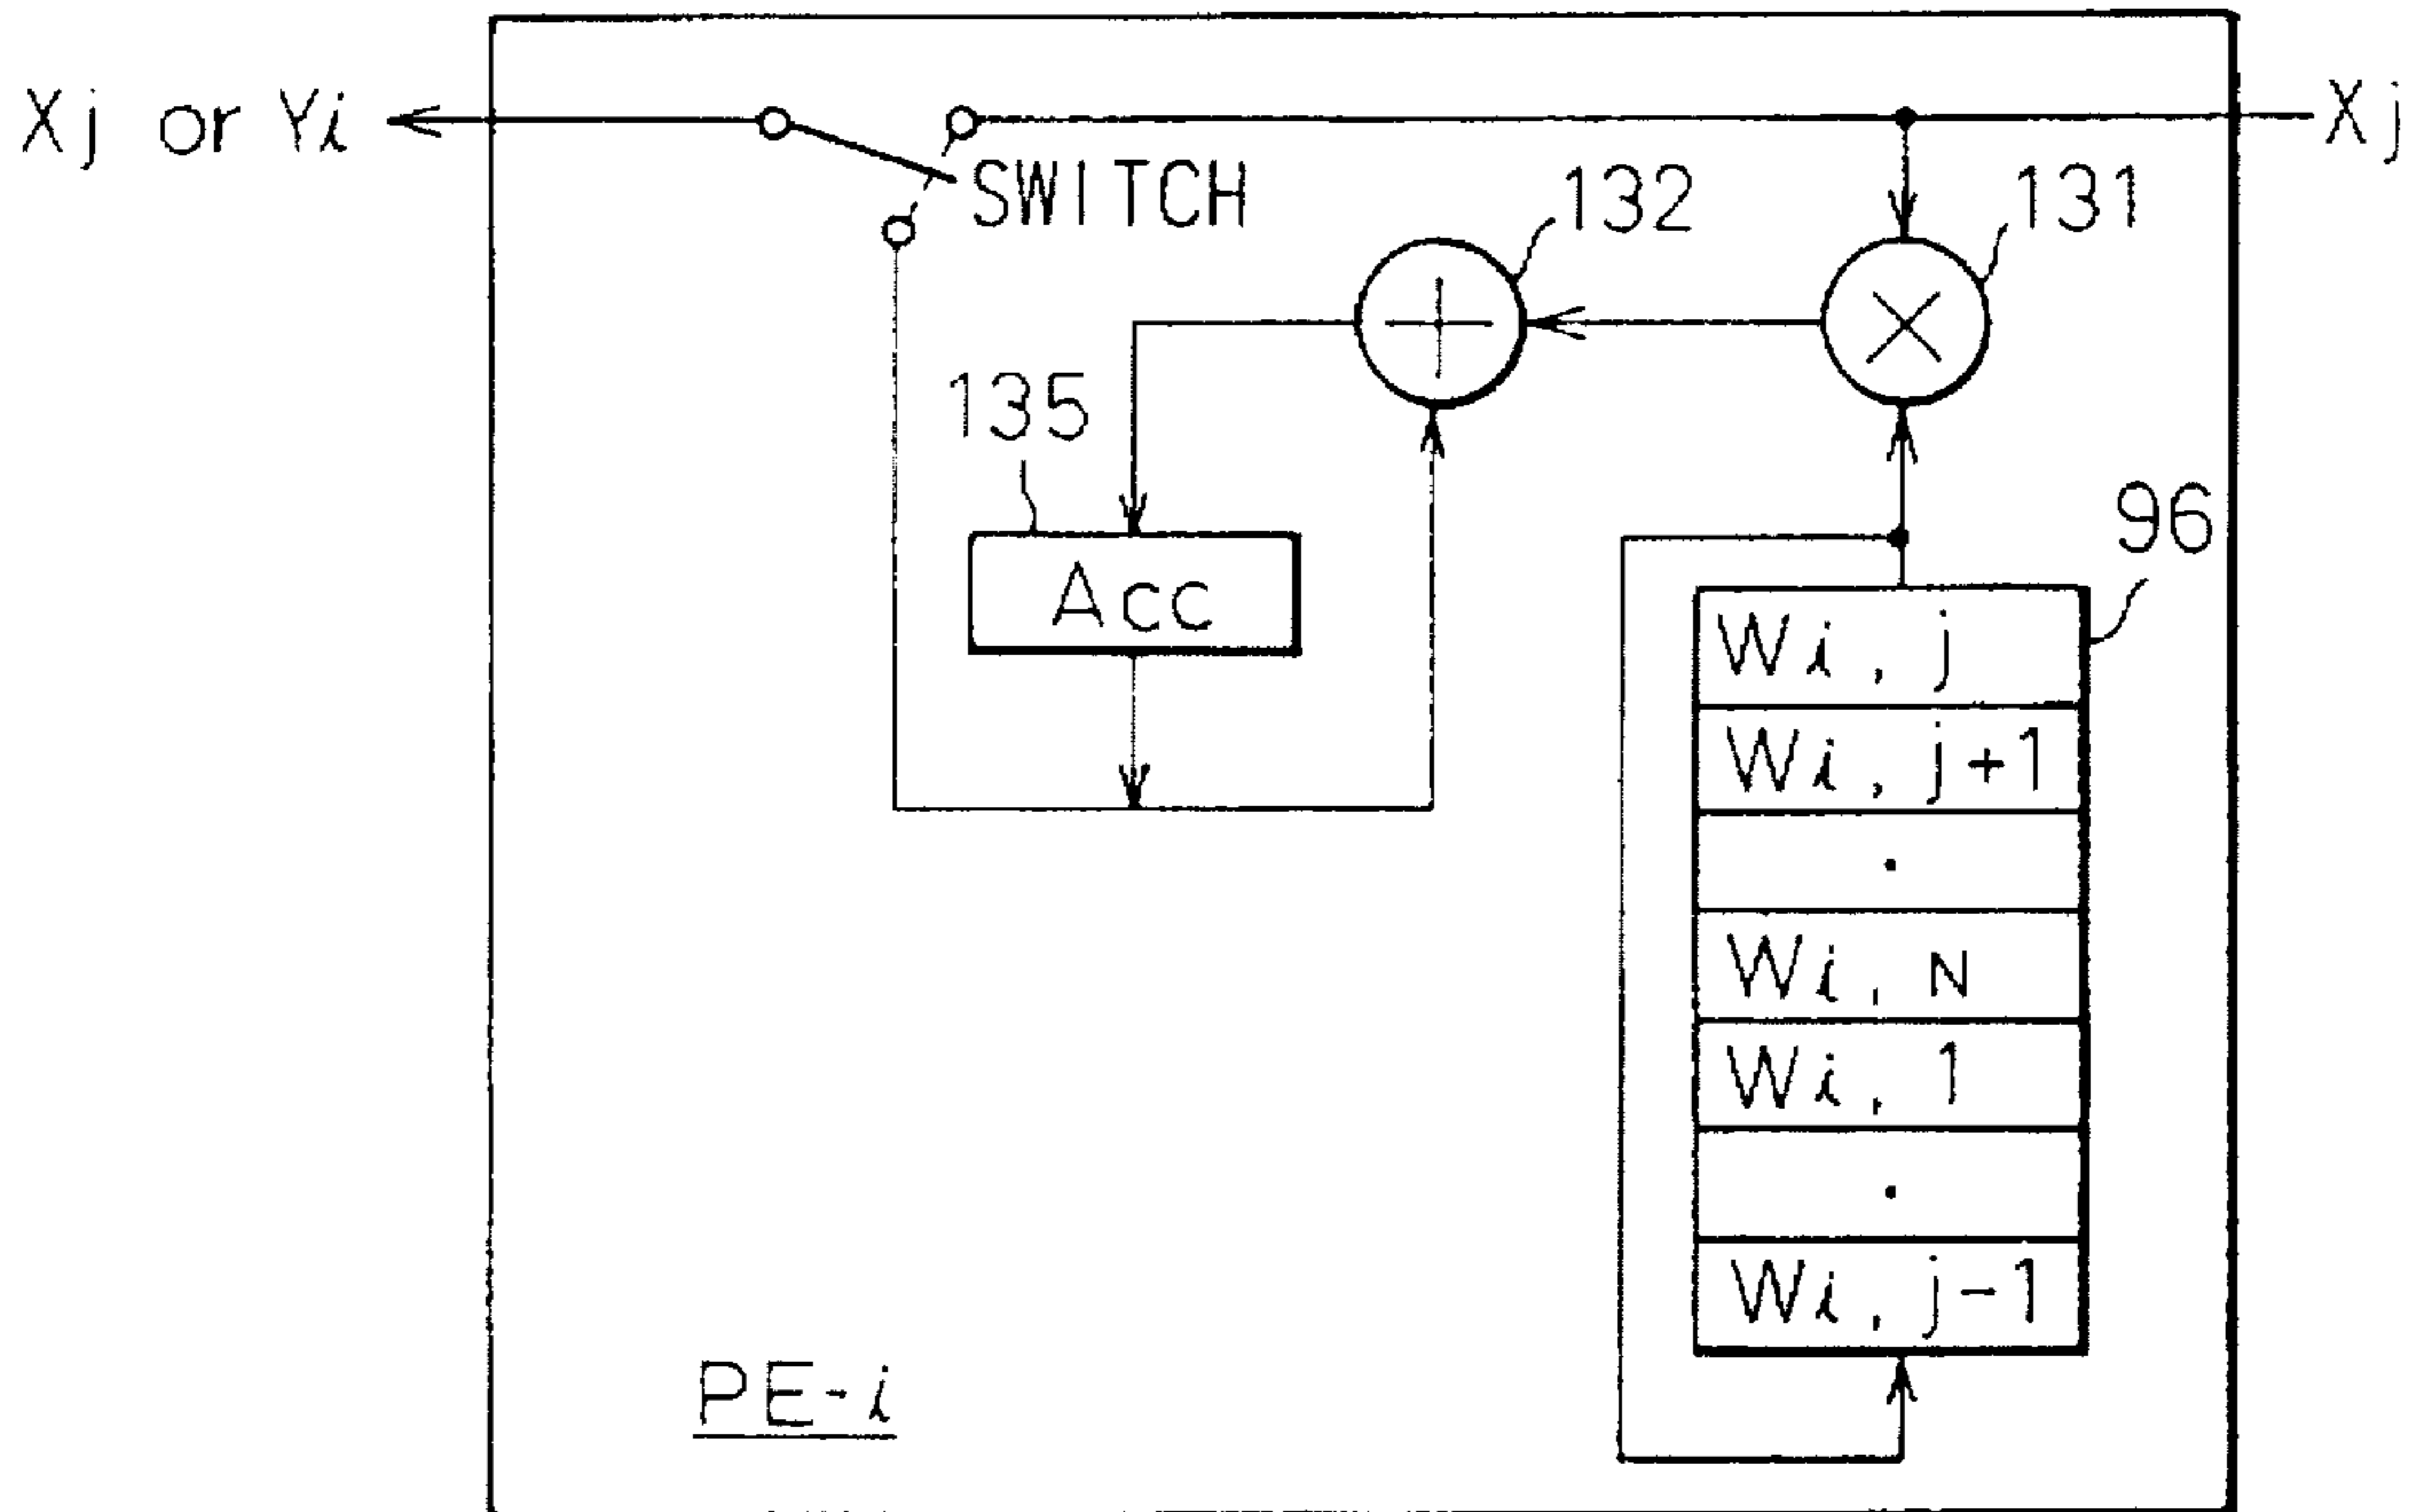 Xj or Yi
Xj
SWITCH
132
131
135
Acc
96
Wi, j
Wi, j+1
.
Wi, N
Wi, 1
.
Wi, j-1
PE-i